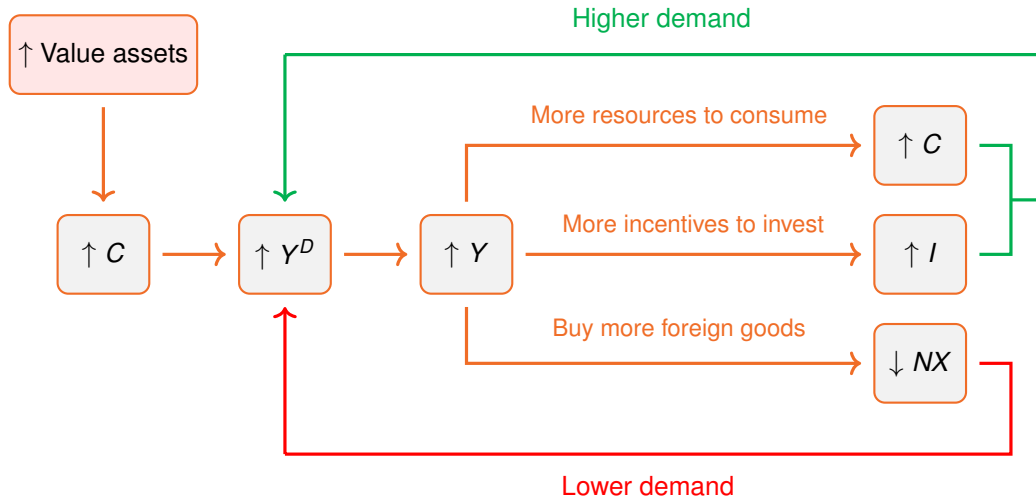 Higher demand
↑ Value assets
More resources to consume
↑ C
More incentives to invest
↑ C
↑ Y^D
↑ Y
↑ I
Buy more foreign goods
↓ NX
Lower demand